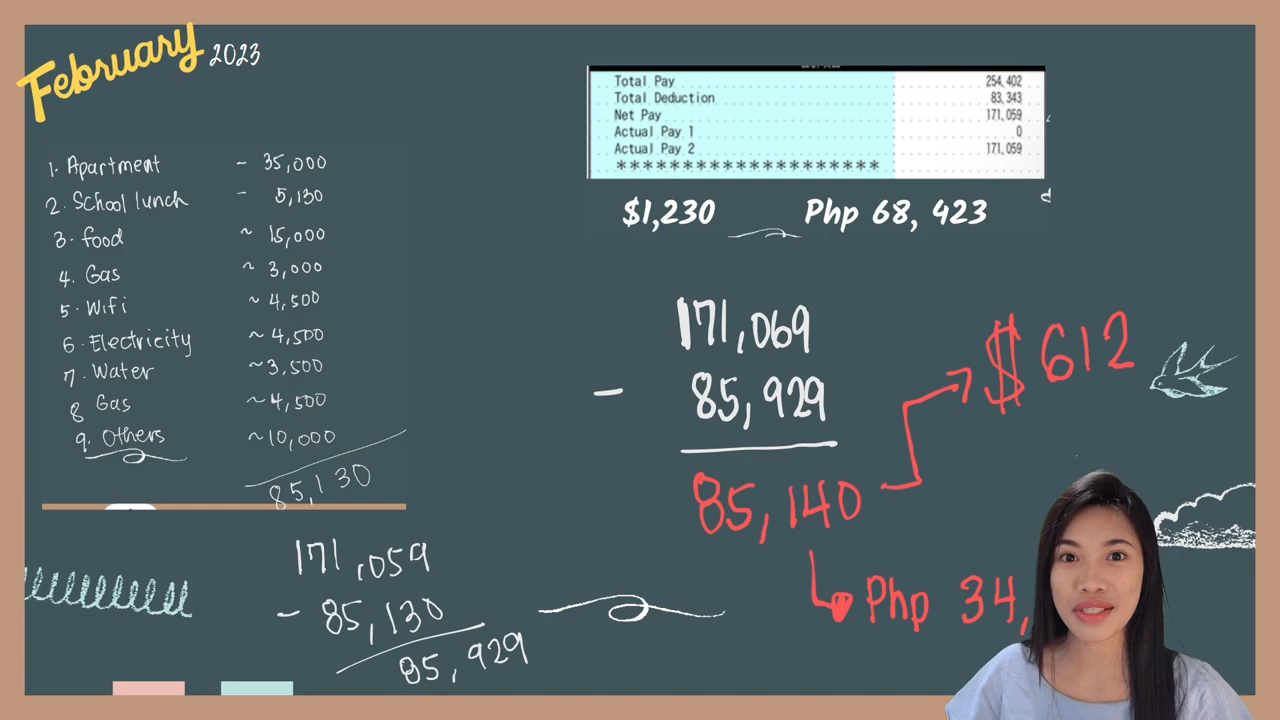 February 2023
1. Apartment - 35,000
2. School lunch - 5,130
3. food ~ 15,000
4. Gas ~ 3,000
5. Wifi ~ 4,500
6. Electricity ~ 4,500
7. Water ~ 3,500
8 Gas ~ 4,500
9. Others ~ 10,000
85,130
171,059
- 85,130
85,929
Total Pay 254,402
Total Deduction 83,343
Net Pay 171,059
Actual Pay 1 0
Actual Pay 2 171,059
*******************
$1,230 Php 68, 423
171,069
- 85,929
85,140
$ 612
Php 34,